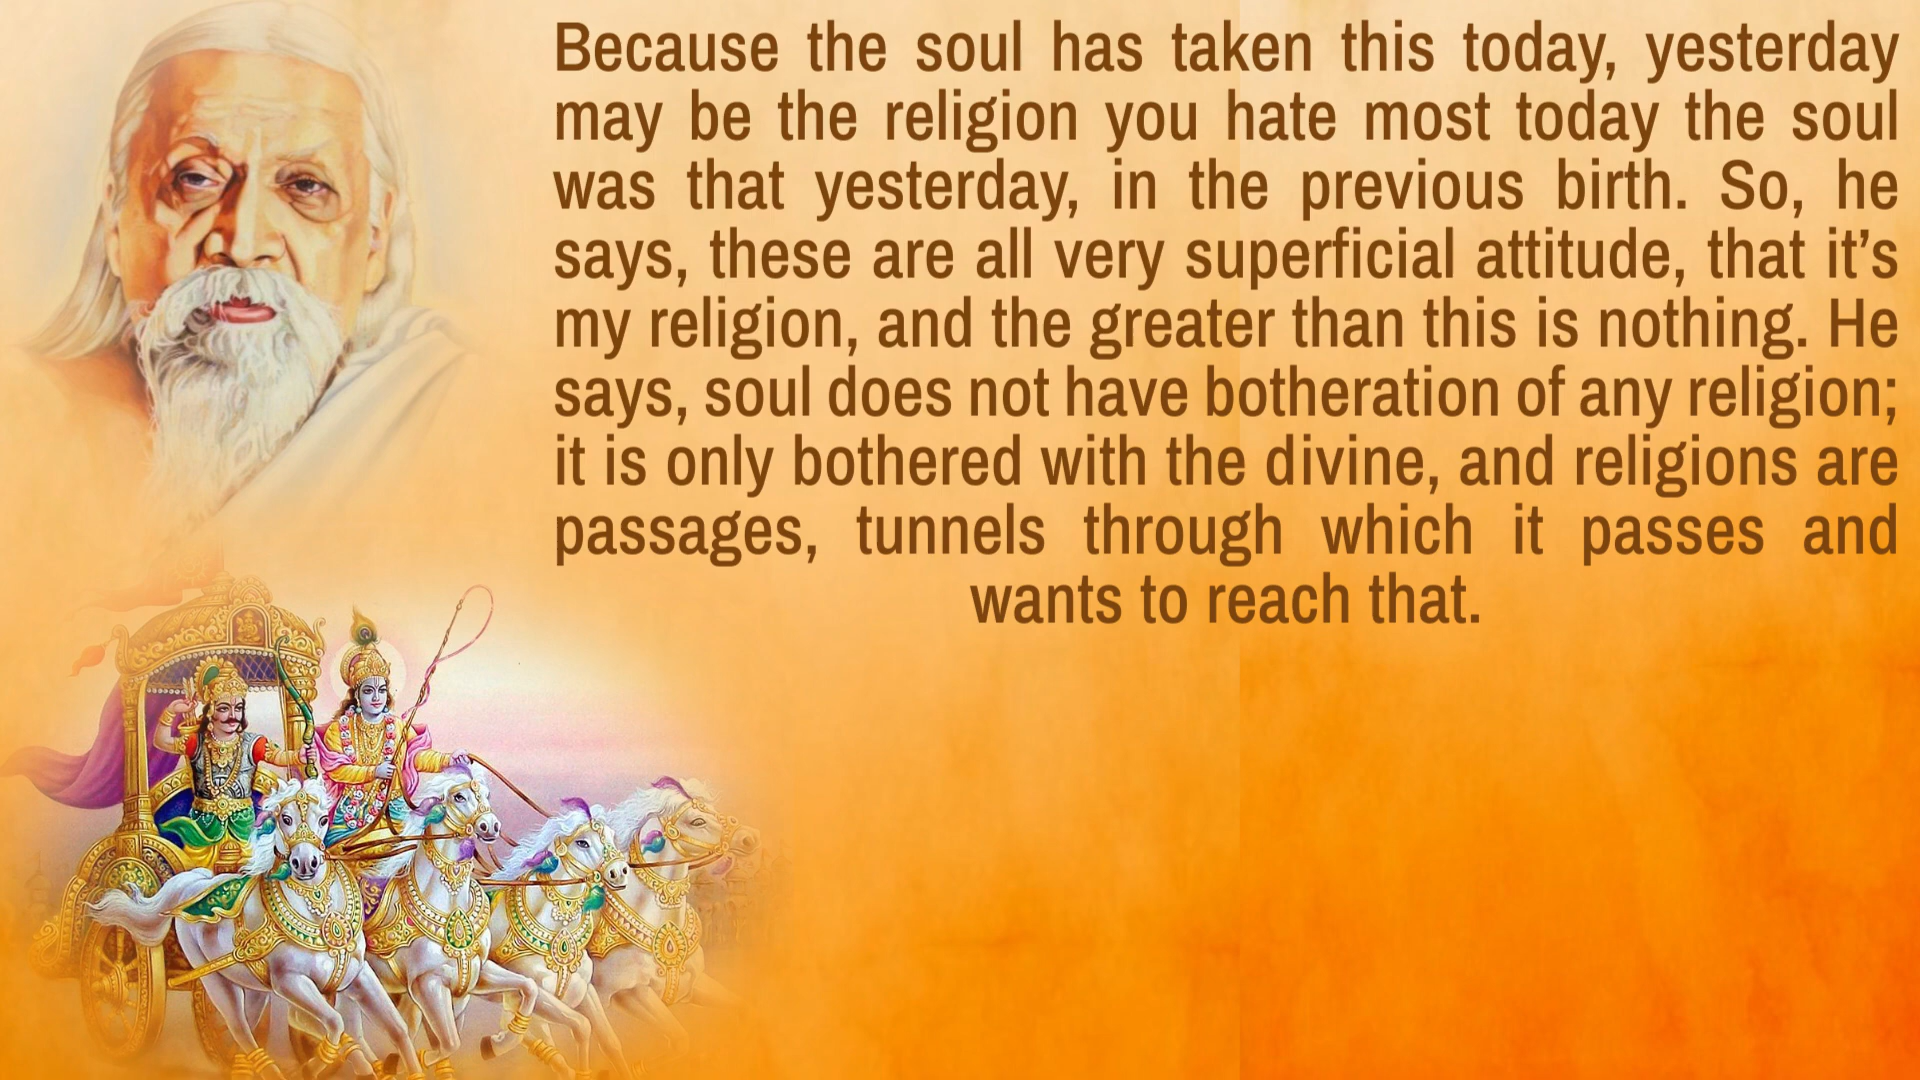 Because the soul has taken this today, yesterday
may be the religion you hate most today the soul
was that yesterday, in the previous birth. So, he
says, these are all very superficial attitude, that it’s
my religion, and the greater than this is nothing. He
says, soul does not have botheration of any religion;
it is only bothered with the divine, and religions are
passages, tunnels through which it passes and
wants to reach that.